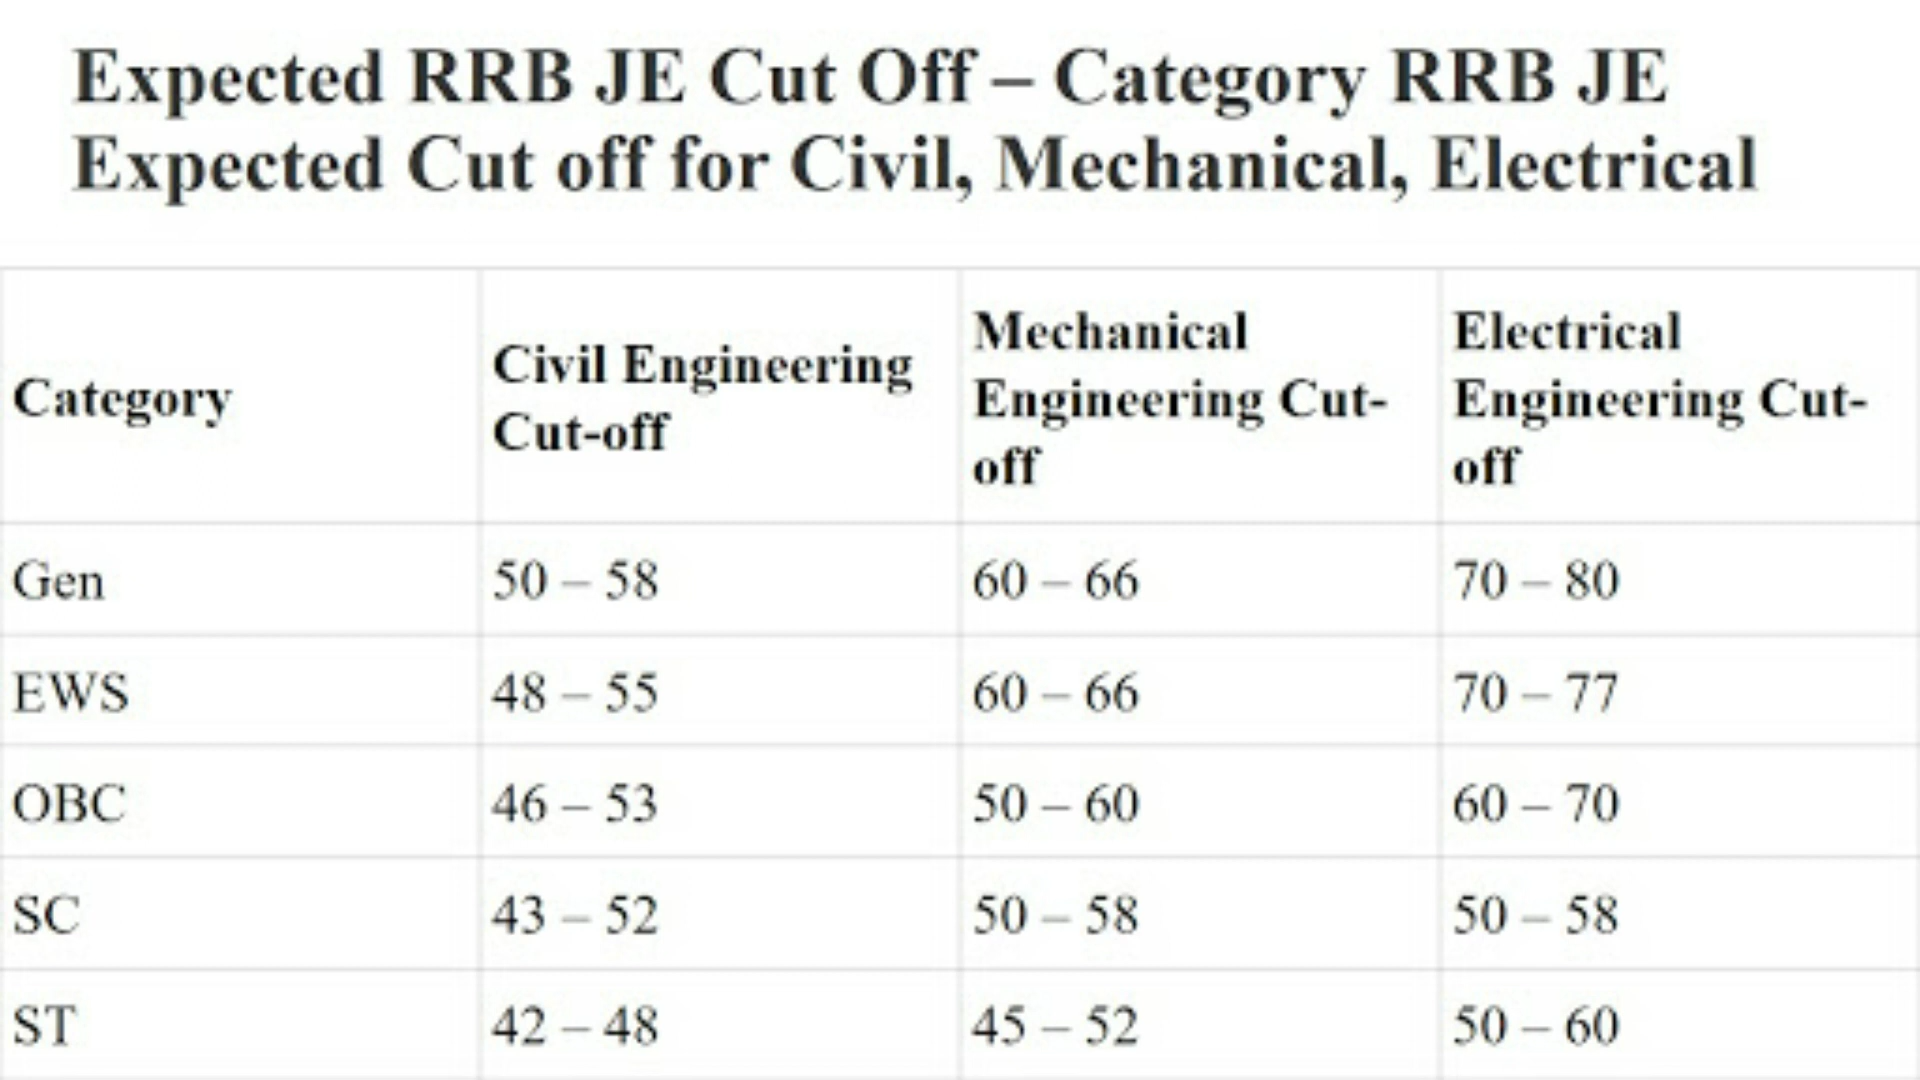 Expected RRB JE Cut Off – Category RRB JE
Expected Cut off for Civil, Mechanical, Electrical
Category
Civil Engineering
Cut-off
Mechanical
Engineering Cut-
off
Electrical
Engineering Cut-
off
Gen
50 – 58
60 – 66
70 – 80
EWS
48 – 55
60 – 66
70 – 77
OBC
46 – 53
50 – 60
60 – 70
SC
43 – 52
50 – 58
50 – 58
ST
42 – 48
45 – 52
50 – 60